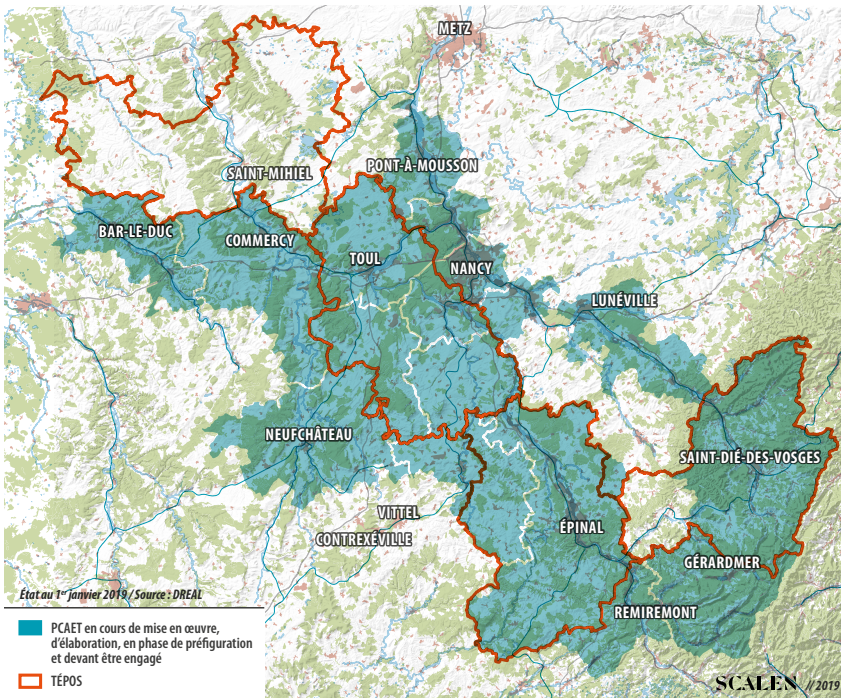 METZ
PONT-À-MOUSSON
SAINT-MIHIEL
BAR-LE-DUC
COMMERCY
TOUL
NANCY
LUNÉVILLE
NEUFCHÂTEAU
SAINT-DIÉ-DES-VOSGES
VITTEL
CONTREXÉVILLE
ÉPINAL
GÉRARDMER
REMIREMONT
État au 1er janvier 2019 / Source : DREAL
PCAET en cours de mise en œuvre,
d'élaboration, en phase de préfiguration
et devant être engagé
TÉPOS
SCALEN // 2019